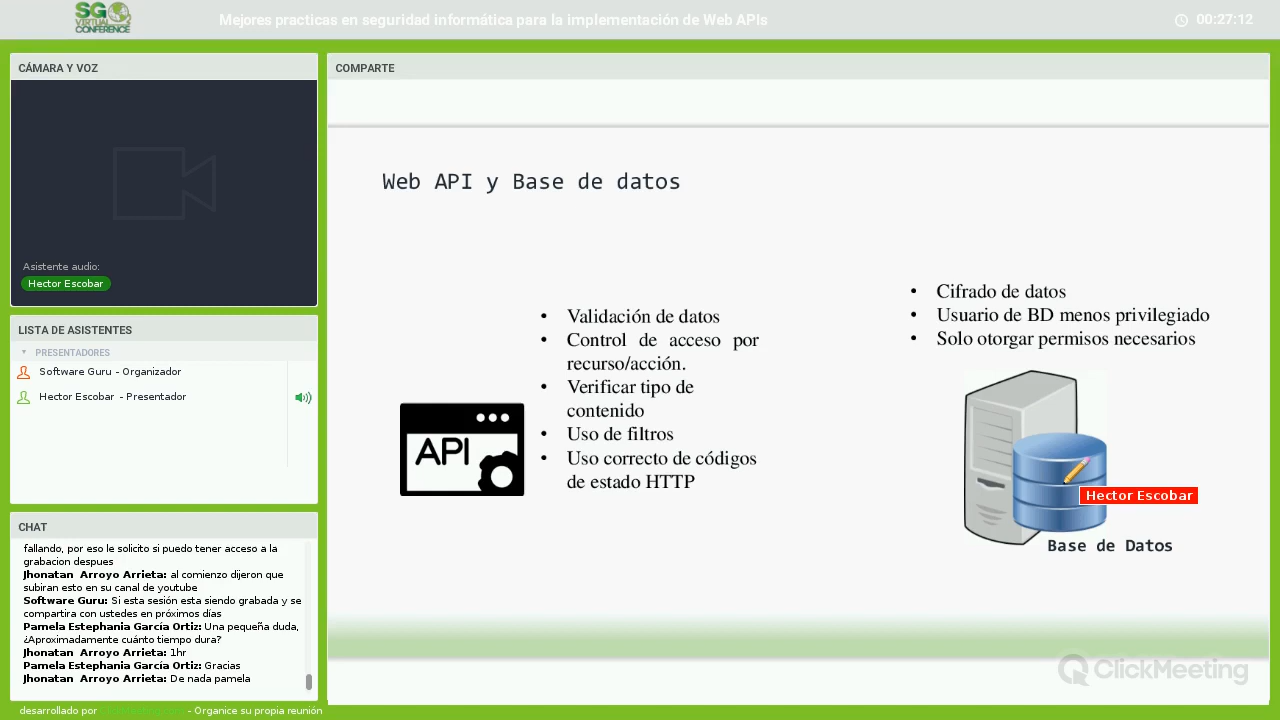 SG VIRTUAL CONFERENCE
Mejores practicas en seguridad informática para la implementación de Web APIs
00:27:12
CÁMARA Y VOZ
Asistente audio:
Hector Escobar
LISTA DE ASISTENTES
PRESENTADORES
Software Guru - Organizador
Hector Escobar - Presentador
CHAT
fallando, por eso le solicito si puedo tener acceso a la
grabacion despues
Jhonatan Arroyo Arrieta: al comienzo dijeron que
subiran esto en su canal de youtube
Software Guru: Si esta sesión esta siendo grabada y se
compartira con ustedes en próximos días
Pamela Estephania García Ortiz: Una pequeña duda,
¿Aproximadamente cuánto tiempo dura?
Jhonatan Arroyo Arrieta: 1hr
Pamela Estephania García Ortiz: Gracias
Jhonatan Arroyo Arrieta: De nada pamela
desarrollado por - Organice su propia reunión
COMPARTE
Web API y Base de datos
API
• Validación de datos
• Control de acceso por
recurso/acción.
• Verificar tipo de
contenido
• Uso de filtros
• Uso correcto de códigos
de estado HTTP
• Cifrado de datos
• Usuario de BD menos privilegiado
• Solo otorgar permisos necesarios
Hector Escobar
Base de Datos
ClickMeeting